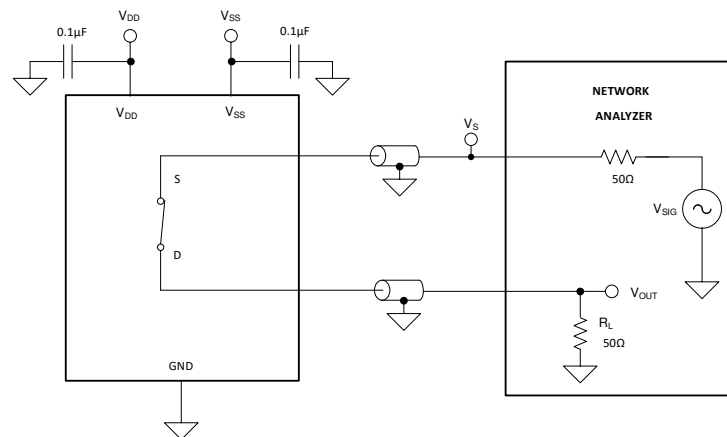 V_DD
V_SS
0.1µF
0.1µF
V_DD
V_SS
NETWORK
ANALYZER
V_S
50Ω
S
V_SIG
D
V_OUT
R_L
50Ω
GND